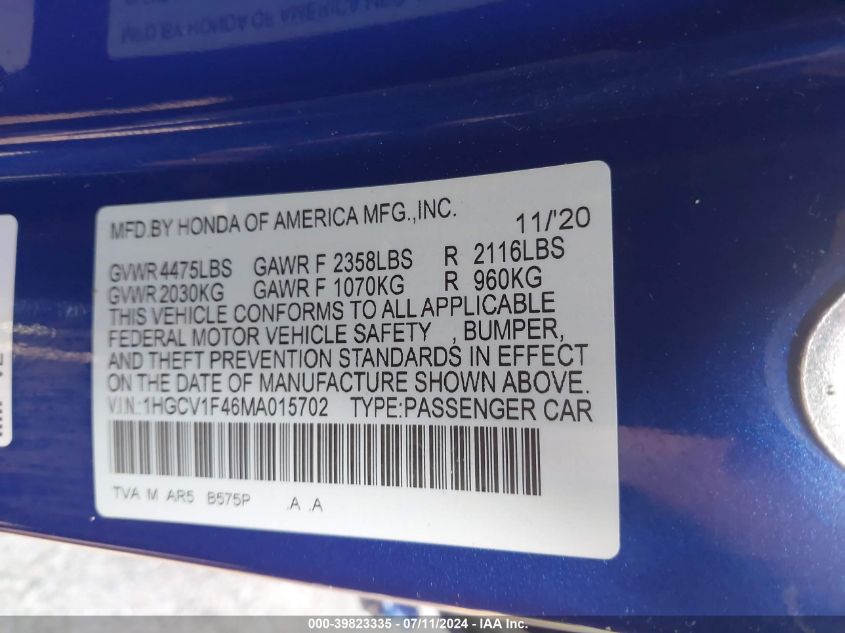 MFD.BY HONDA OF AMERICA MFG.,INC. 11/'20
GVWR 4475LBS GAWR F 2358LBS R 2116LBS
GVWR 2030KG GAWR F 1070KG R 960KG
THIS VEHICLE CONFORMS TO ALL APPLICABLE
FEDERAL MOTOR VEHICLE SAFETY , BUMPER,
AND THEFT PREVENTION STANDARDS IN EFFECT
ON THE DATE OF MANUFACTURE SHOWN ABOVE.
V.I.N.:1HGCV1F46MA015702 TYPE:PASSENGER CAR
TVA M AR5 B575P .A .A
000-39823335 - 07/11/2024 - IAA Inc.